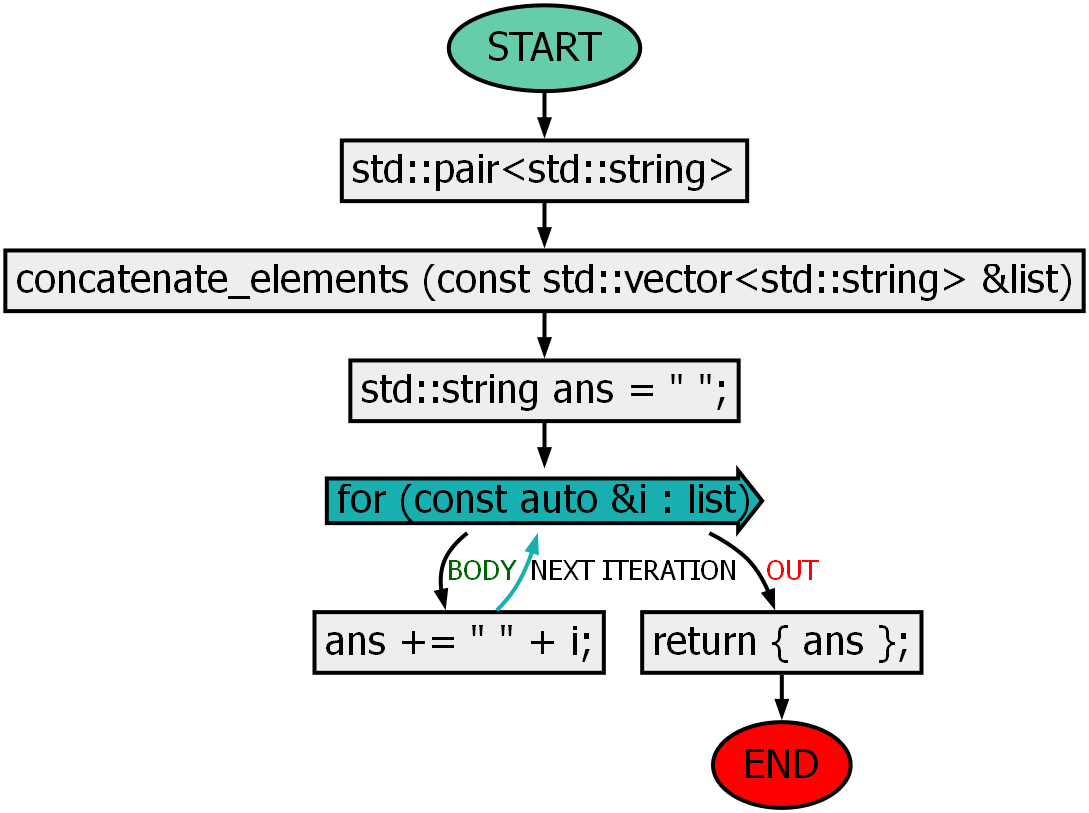 START
std::pair<std::string>
concatenate_elements (const std::vector<std::string> &list)
std::string ans = " ";
for (const auto &i : list)
BODY
NEXT ITERATION
OUT
ans += " " + i;
return { ans };
END